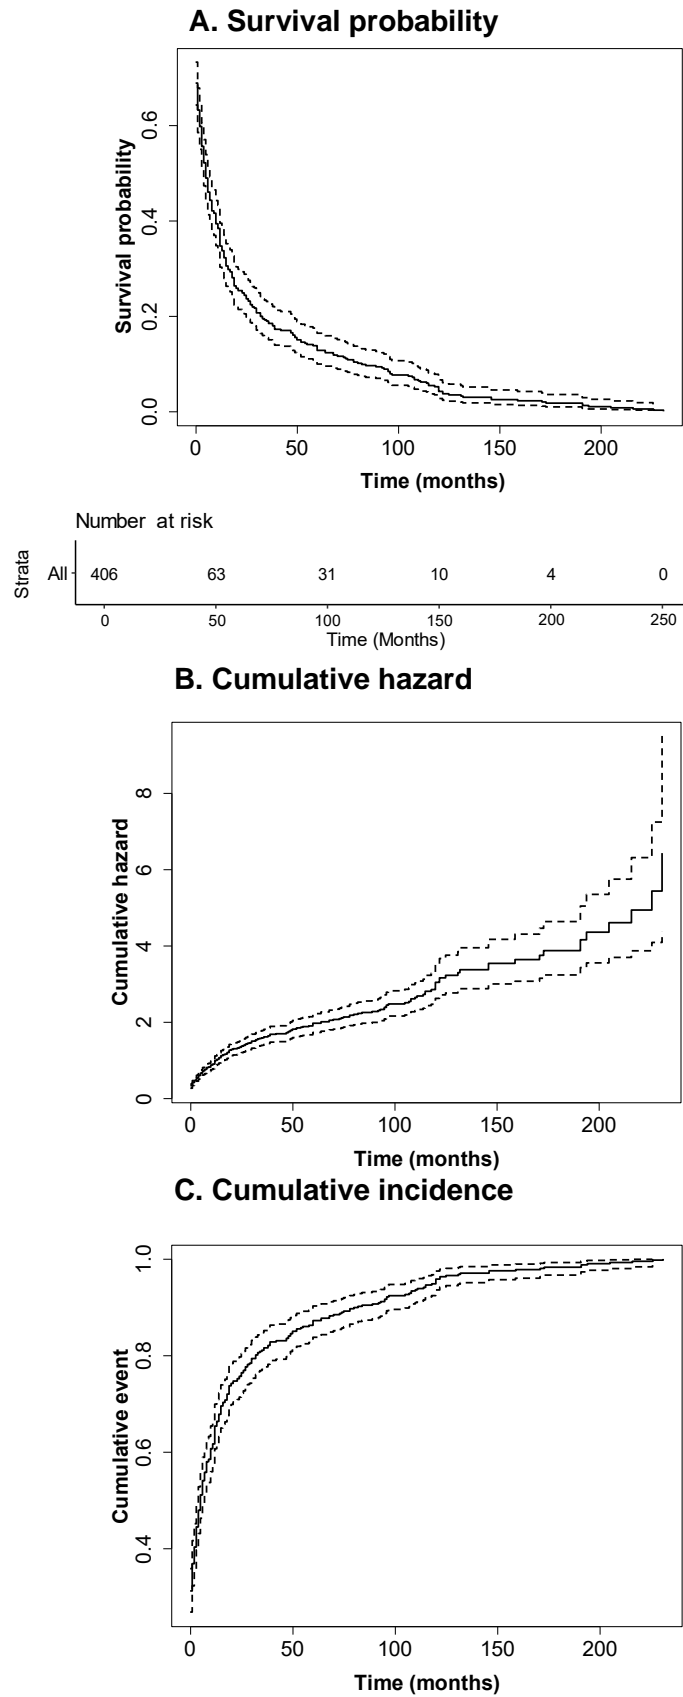 A. Survival probability
Survival probability
0.6
0.4
0.2
0.0
0 50 100 150 200
Time (months)
Number at risk
Strata
All 406 63 31 10 4 0
0 50 100 150 200 250
Time (Months)
B. Cumulative hazard
Cumulative hazard
8
6
4
2
0
0 50 100 150 200
Time (months)
C. Cumulative incidence
Cumulative event
1.0
0.8
0.6
0.4
0 50 100 150 200
Time (months)